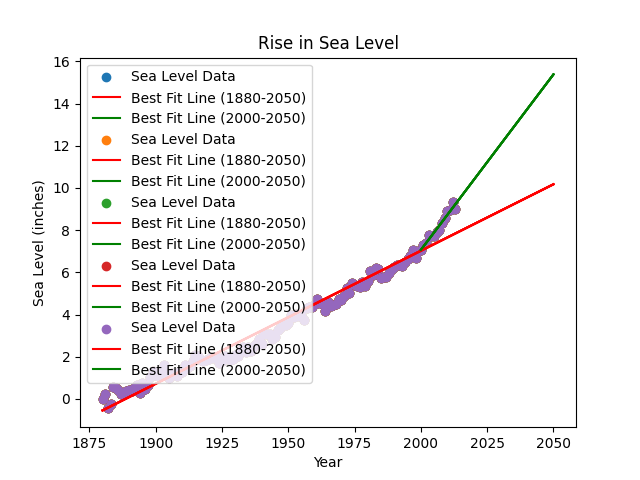 Rise in Sea Level
16
14
12
10
8
6
4
2
0
Sea Level (inches)
Sea Level Data
Best Fit Line (1880-2050)
Best Fit Line (2000-2050)
Sea Level Data
Best Fit Line (1880-2050)
Best Fit Line (2000-2050)
Sea Level Data
Best Fit Line (1880-2050)
Best Fit Line (2000-2050)
Sea Level Data
Best Fit Line (1880-2050)
Best Fit Line (2000-2050)
Sea Level Data
Best Fit Line (1880-2050)
Best Fit Line (2000-2050)
1875 1900 1925 1950 1975 2000 2025 2050
Year